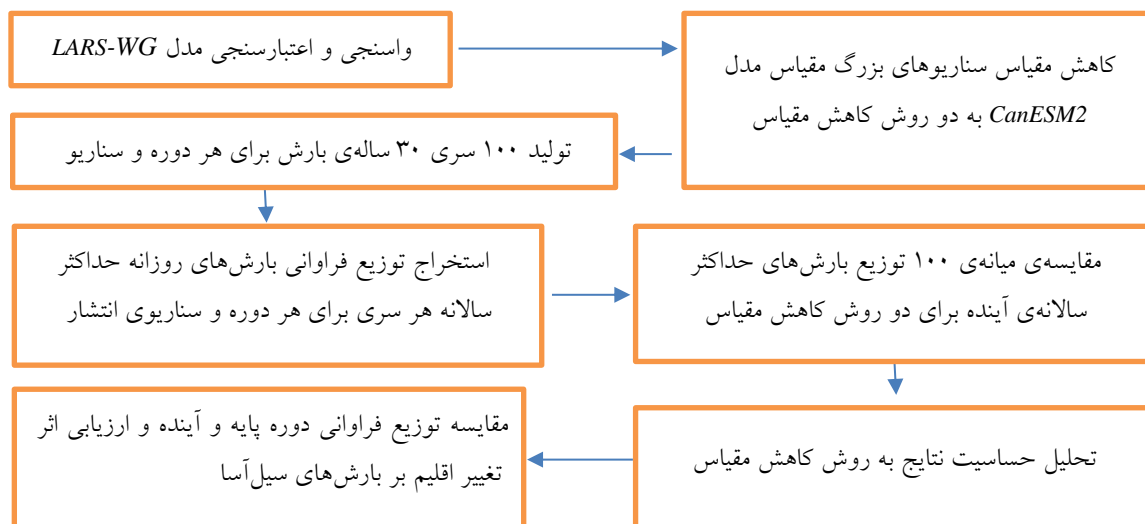 واسنجی و اعتبارسنجی مدل LARS-WG
کاهش مقیاس سناریوهای بزرگ مقیاس مدل
CanESM2 به دو روش کاهش مقیاس
تولید ۱۰۰ سری ۳۰ ساله‌ی بارش برای هر دوره و سناریو
استخراج توزیع فراوانی بارش‌های روزانه حداکثر
سالانه هر سری برای هر دوره و سناریوی انتشار
مقایسه‌ی میانه‌ی ۱۰۰ توزیع بارش‌های حداکثر
سالانه‌ی آینده برای دو روش کاهش مقیاس
تحلیل حساسیت نتایج به روش کاهش مقیاس
مقایسه توزیع فراوانی دوره پایه و آینده و ارزیابی اثر
تغییر اقلیم بر بارش‌های سیل‌آسا